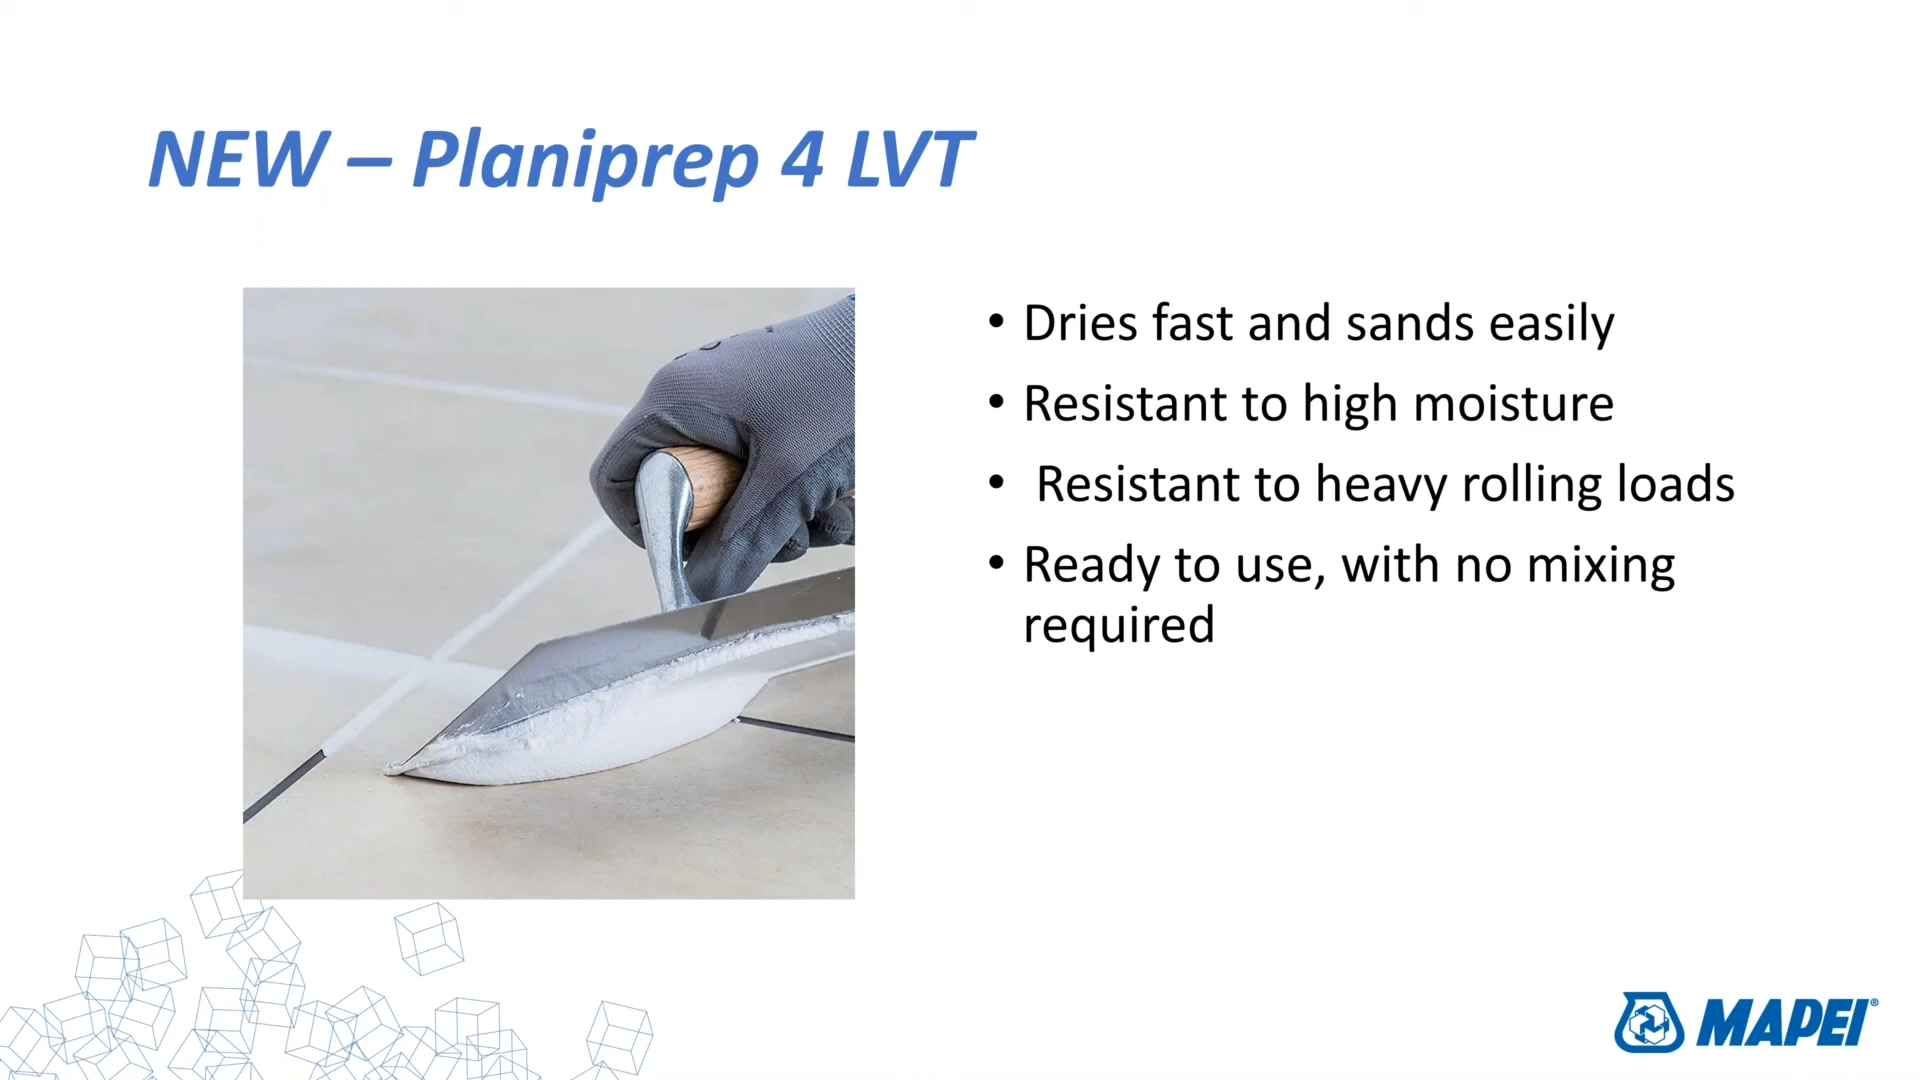 NEW – Planiprep 4 LVT
• Dries fast and sands easily
• Resistant to high moisture
• Resistant to heavy rolling loads
• Ready to use, with no mixing
required
MAPEI®